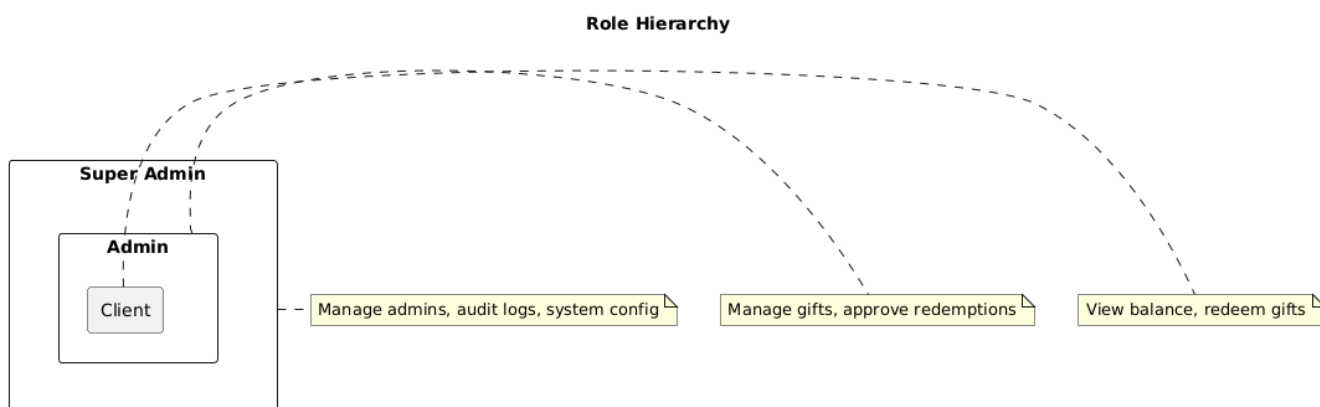 Role Hierarchy
Super Admin
Admin
Client
Manage admins, audit logs, system config
Manage gifts, approve redemptions
View balance, redeem gifts